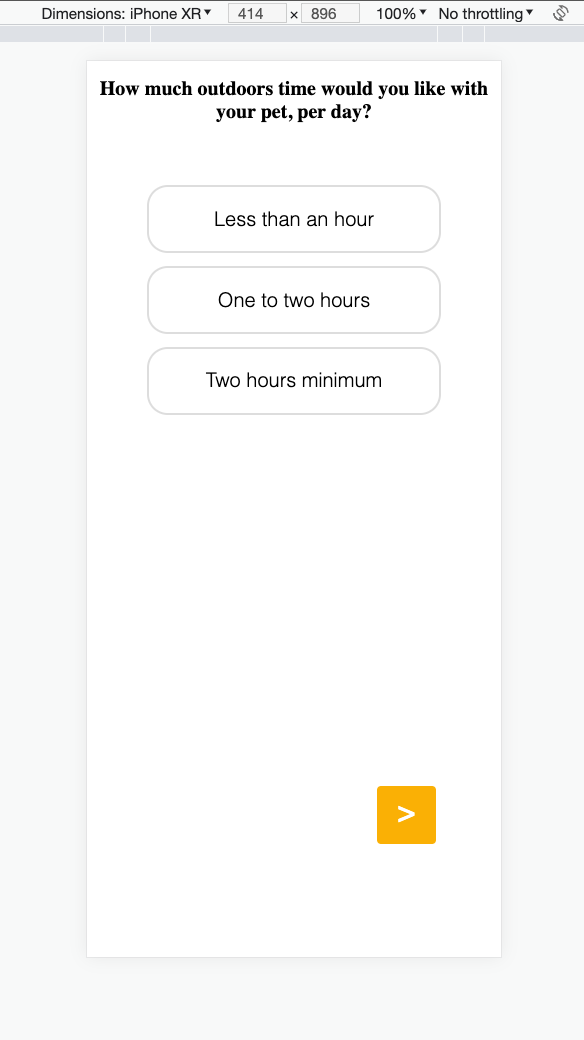 Dimensions: iPhone XR▼ 414 × 896 100%▼ No throttling▼
How much outdoors time would you like with
your pet, per day?
Less than an hour
One to two hours
Two hours minimum
>